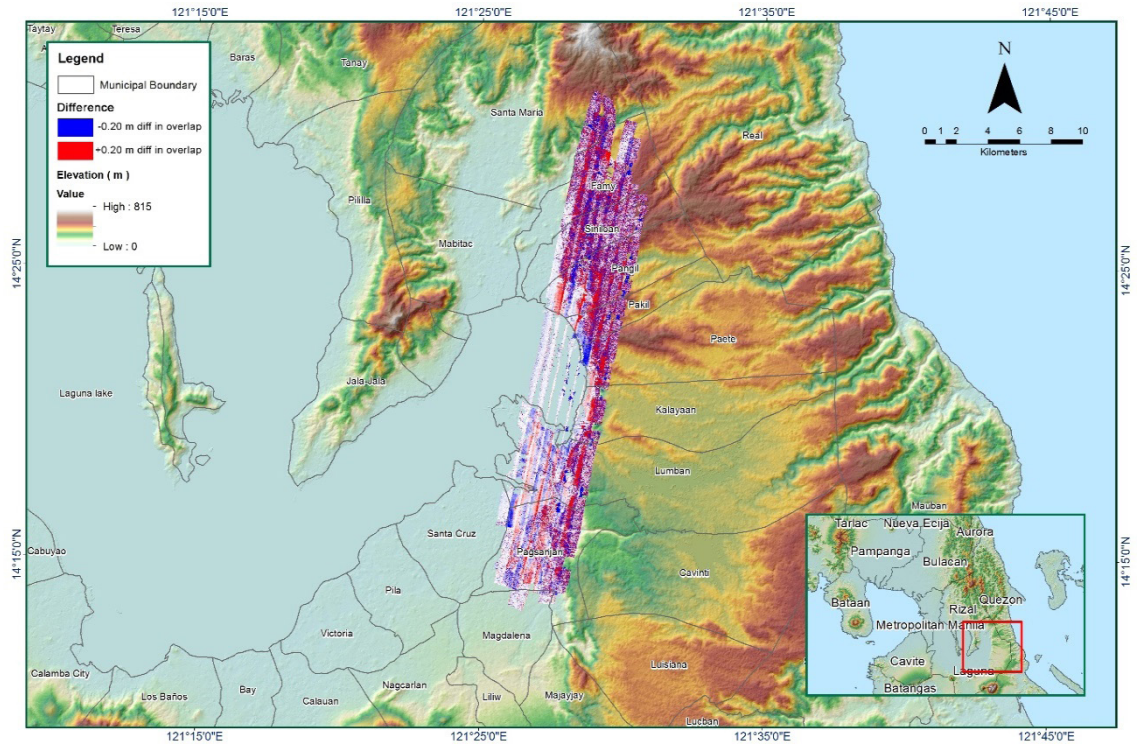 121°15'0"E 121°25'0"E 121°35'0"E 121°45'0"E
Taytay
Teresa
Baras
Tanay
Legend
Municipal Boundary
Difference
-0.20 m diff in overlap
+0.20 m diff in overlap
Elevation ( m )
Value
High : 815
Low : 0
N
0 1 2 4 6 8 10
Kilometers
Santa Maria
Real
Famy
Pililla
Siniloan
Mabitac
14°25'0"N
14°25'0"N
Pangil
Pakil
Paete
Jala-Jala
Laguna lake
Kalayaan
Lumban
Mauban
Santa Cruz
Cabuyao
Pagsanjan
14°15'0"N
14°15'0"N
Cavinti
Pila
Victoria
Magdalena
Calamba City
Luisiana
Los Baños
Bay
Calauan
Nagcarlan
Liliw
Majayjay
Lucban
Tarlac
Nueva Ecija
Aurora
Pampanga
Bulacan
Bataan
Quezon
Rizal
Metropolitan Manila
Cavite
Laguna
Batangas
121°15'0"E 121°25'0"E 121°35'0"E 121°45'0"E